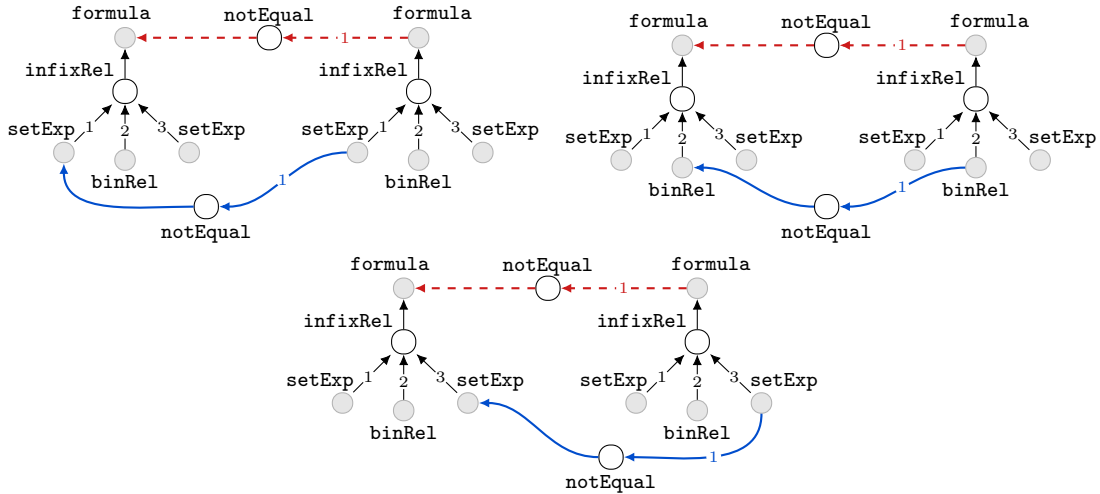 formula notEqual formula
1
infixRel infixRel
setExp 1 2 3 setExp setExp 1 2 3 setExp
binRel binRel
1
notEqual
formula notEqual formula
1
infixRel infixRel
setExp 1 2 3 setExp setExp 1 2 3 setExp
binRel binRel
1
notEqual
formula notEqual formula
1
infixRel infixRel
setExp 1 2 3 setExp setExp 1 2 3 setExp
binRel binRel
1
notEqual